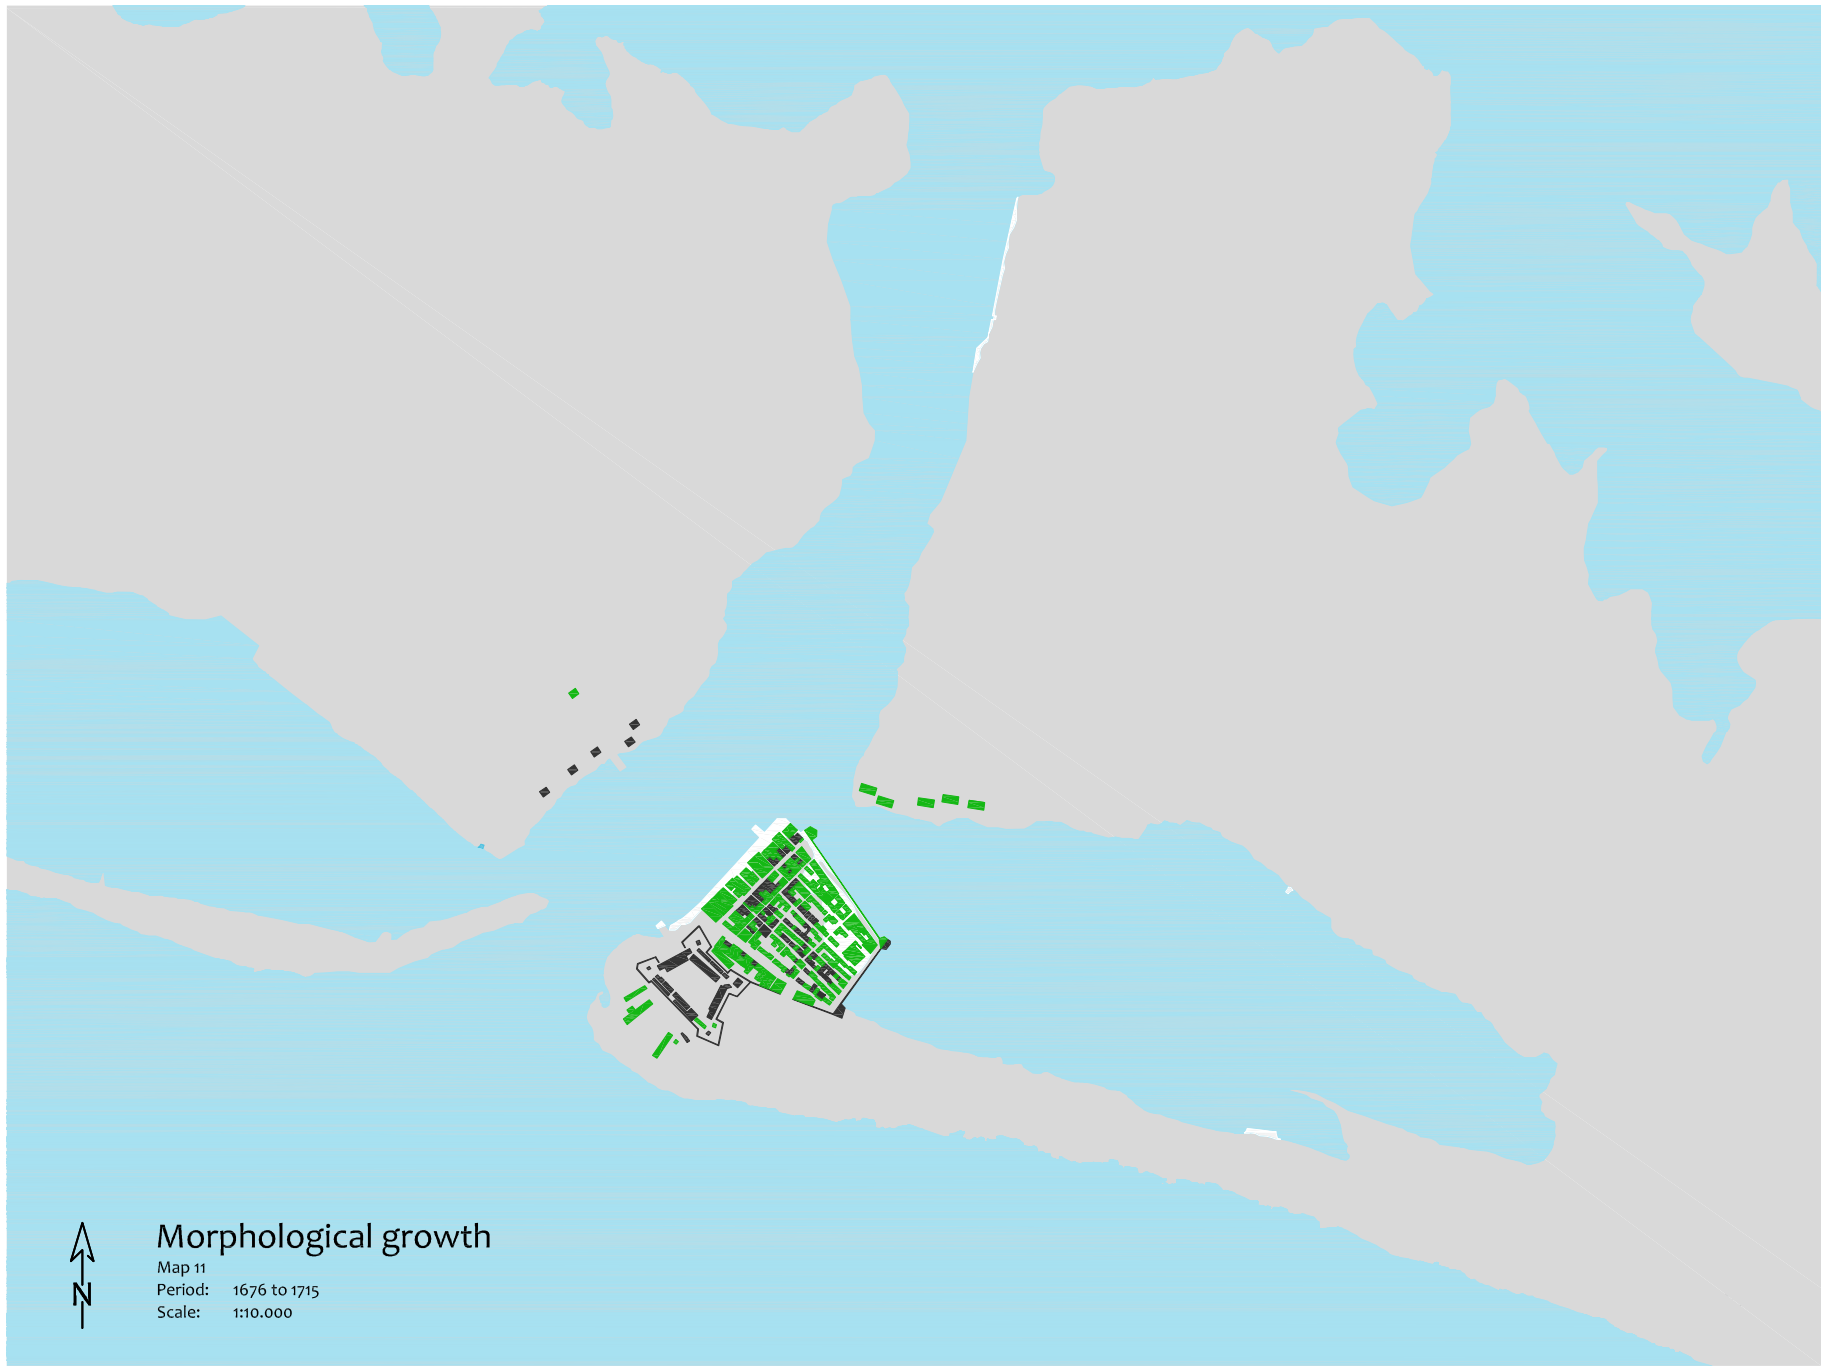 Morphological growth
Map 11
Period: 1676 to 1715
Scale: 1:10.000
N